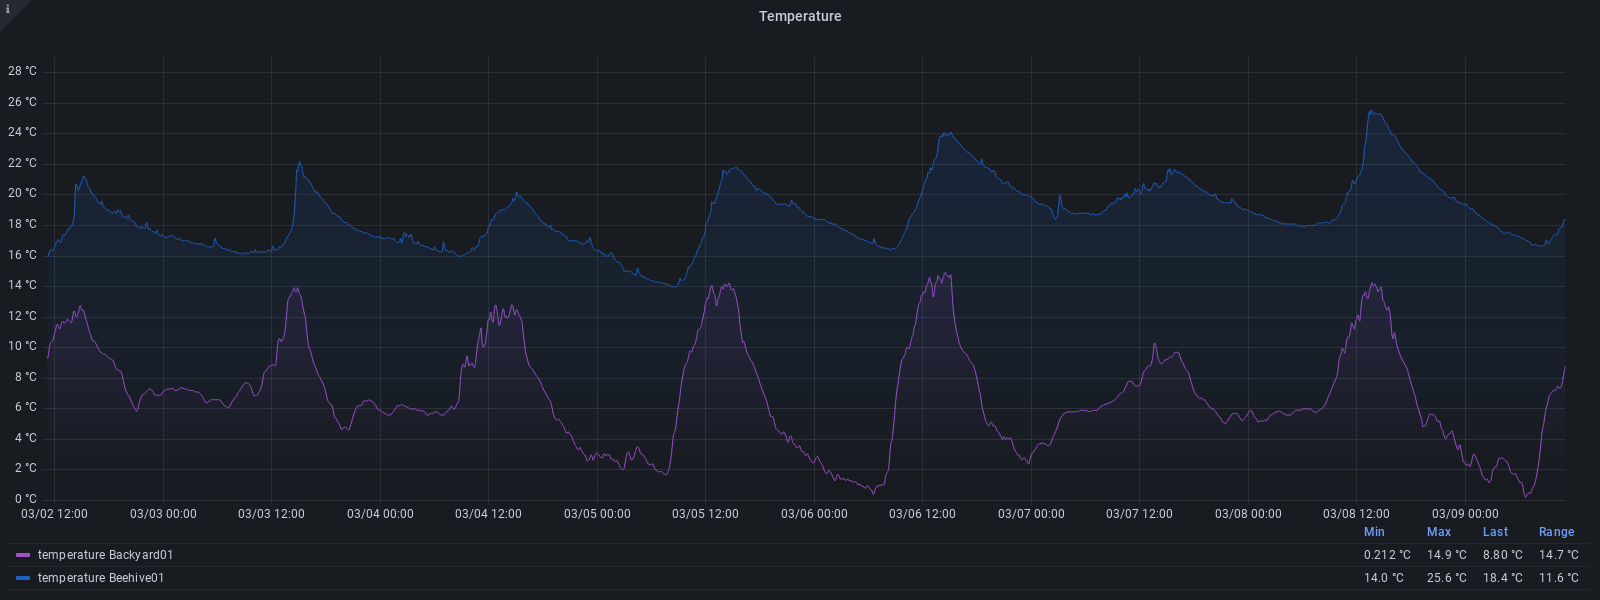 i
Temperature
28 °C
26 °C
24 °C
22 °C
20 °C
18 °C
16 °C
14 °C
12 °C
10 °C
8 °C
6 °C
4 °C
2 °C
0 °C
03/02 12:00 03/03 00:00 03/03 12:00 03/04 00:00 03/04 12:00 03/05 00:00 03/05 12:00 03/06 00:00 03/06 12:00 03/07 00:00 03/07 12:00 03/08 00:00 03/08 12:00 03/09 00:00
Min Max Last Range
temperature Backyard01 0.212 °C 14.9 °C 8.80 °C 14.7 °C
temperature Beehive01 14.0 °C 25.6 °C 18.4 °C 11.6 °C